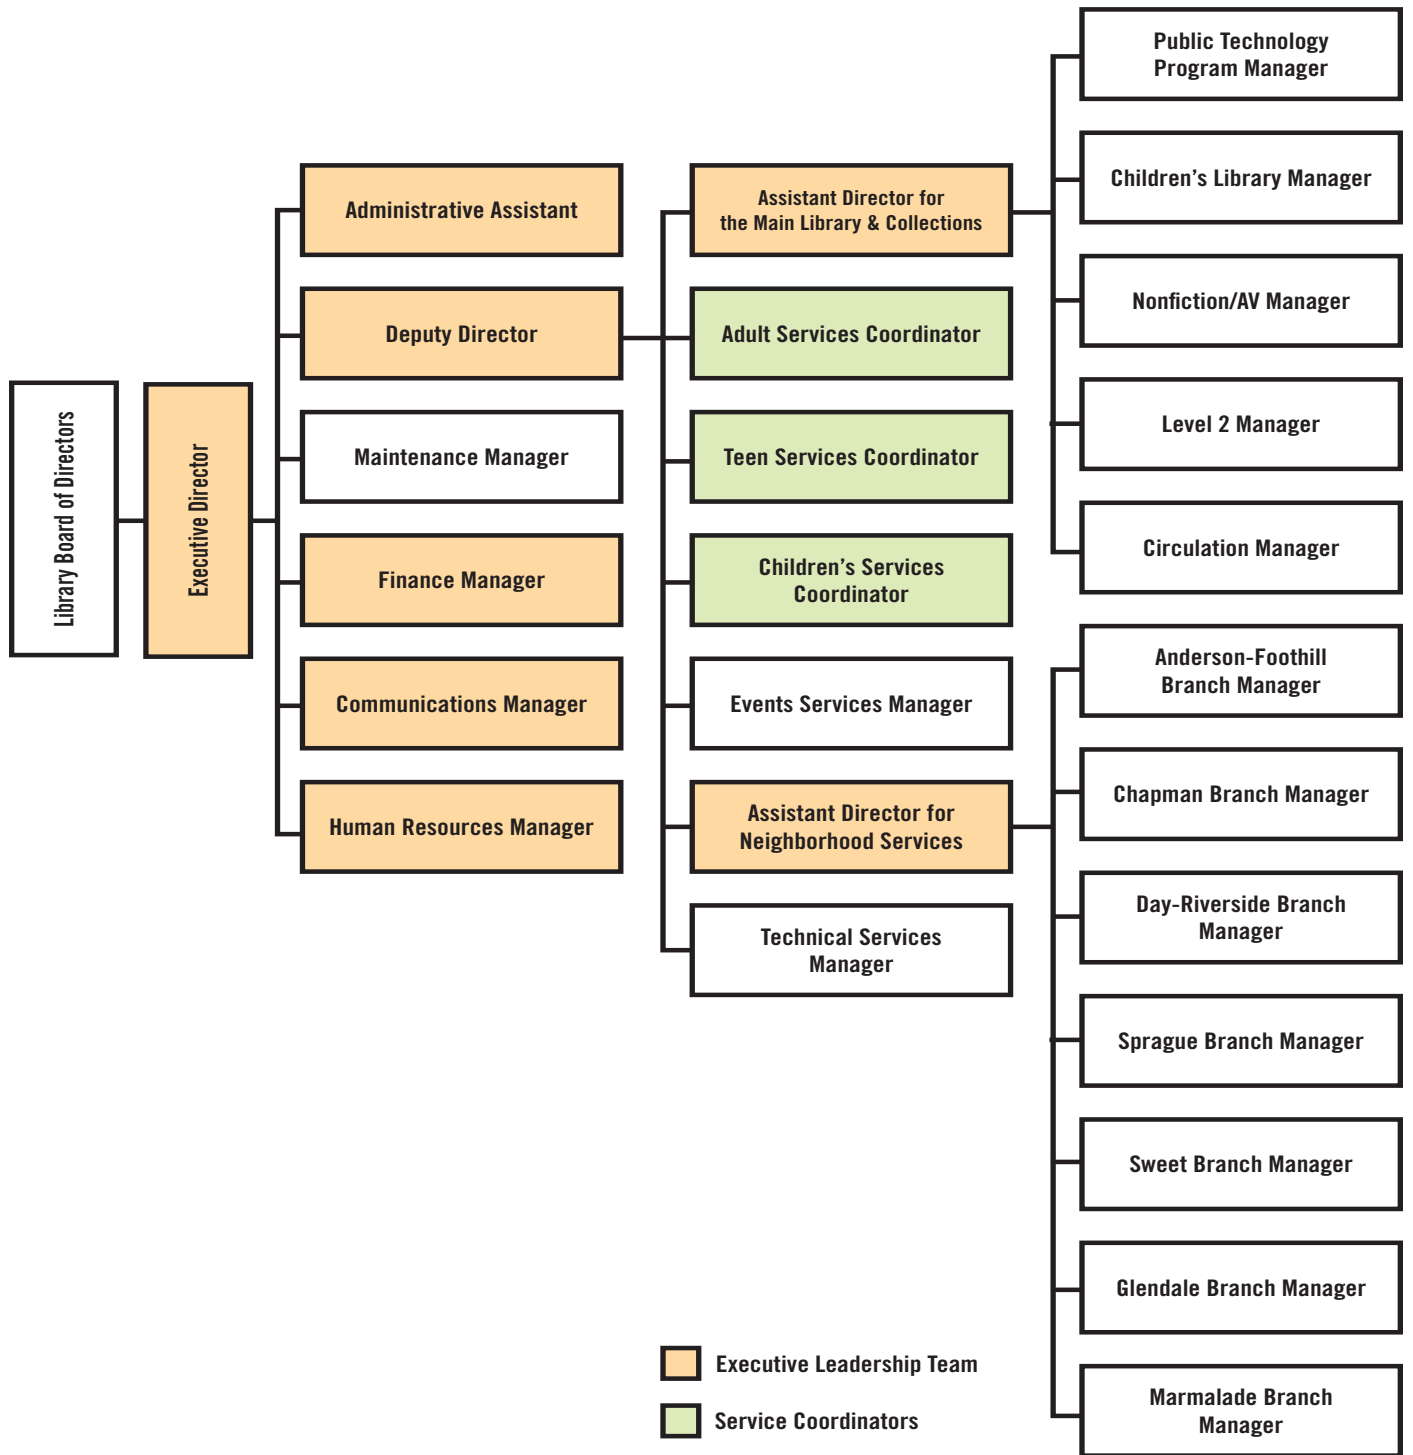 Library Board of Directors
Executive Director
Administrative Assistant
Deputy Director
Maintenance Manager
Finance Manager
Communications Manager
Human Resources Manager
Assistant Director for
the Main Library & Collections
Adult Services Coordinator
Teen Services Coordinator
Children’s Services
Coordinator
Events Services Manager
Assistant Director for
Neighborhood Services
Technical Services
Manager
Public Technology
Program Manager
Children’s Library Manager
Nonfiction/AV Manager
Level 2 Manager
Circulation Manager
Anderson-Foothill
Branch Manager
Chapman Branch Manager
Day-Riverside Branch
Manager
Sprague Branch Manager
Sweet Branch Manager
Glendale Branch Manager
Marmalade Branch
Manager
Executive Leadership Team
Service Coordinators